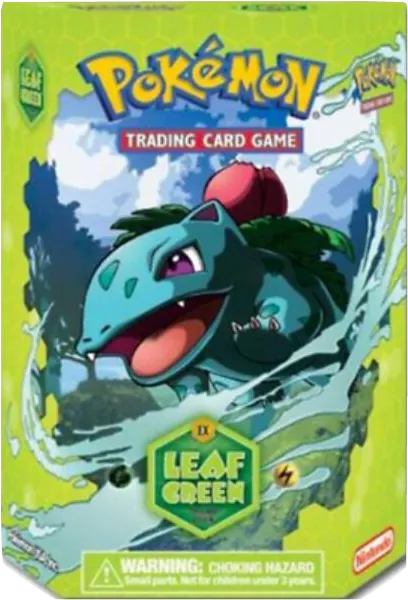 POKéMON
TRADING CARD GAME
LEAF
GREEN
POKéMON
EX
LEAF
GREEN
WARNING: CHOKING HAZARD
Small parts. Not for children under 3 years.
Nintendo